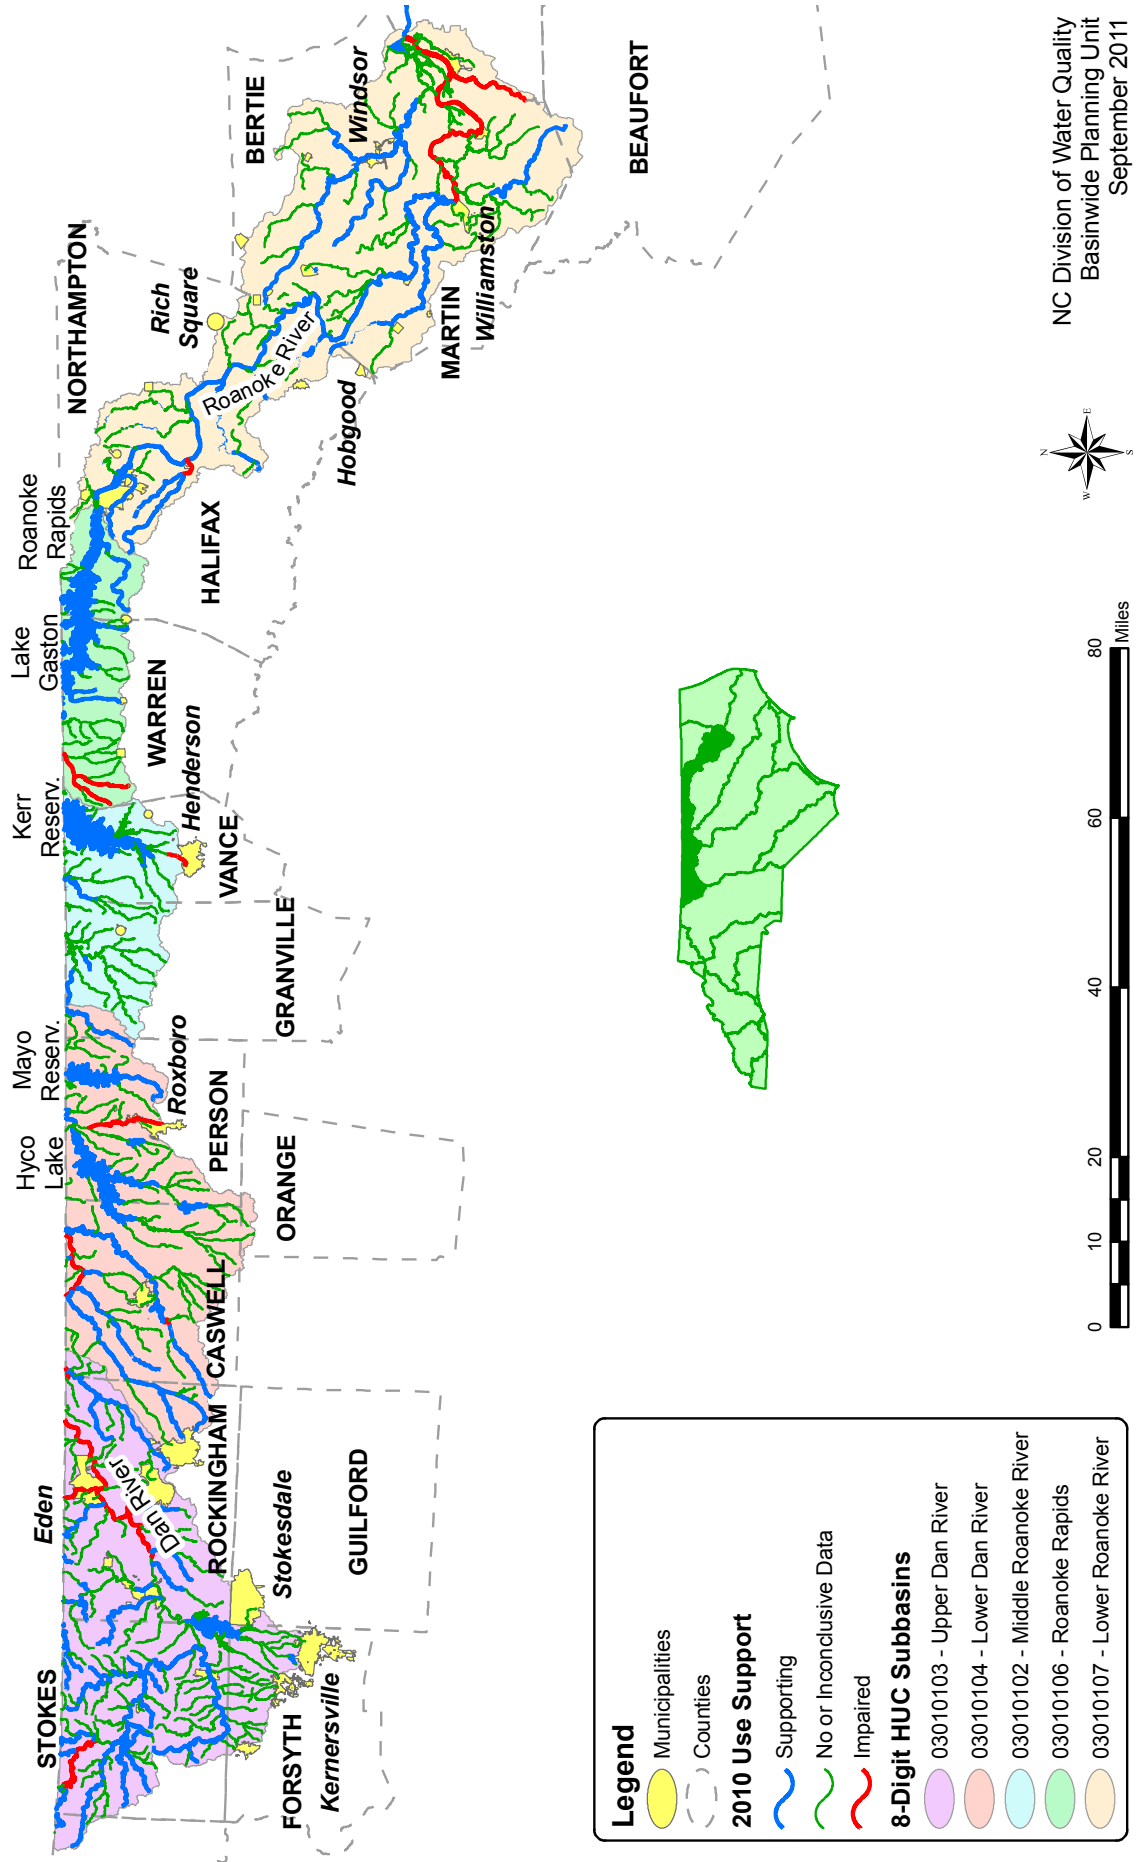 STOKES
Eden
Dan River
ROCKINGHAM
CASWELL
Hyco
Lake
Mayo
Reserv.
Roxboro
PERSON
ORANGE
GRANVILLE
Kerr
Reserv.
Henderson
VANCE
WARREN
Lake
Gaston
Roanoke
Rapids
HALIFAX
NORTHAMPTON
Rich
Square
Roanoke River
Hobgood
BERTIE
Windsor
MARTIN
Williamston
BEAUFORT
FORSYTH
Kernersville
Stokesdale
GUILFORD
Legend
Municipalities
Counties
2010 Use Support
Supporting
No or Inconclusive Data
Impaired
8-Digit HUC Subbasins
03010103 - Upper Dan River
03010104 - Lower Dan River
03010102 - Middle Roanoke River
03010106 - Roanoke Rapids
03010107 - Lower Roanoke River
0 10 20 40 60 80
Miles
N
W E
S
NC Division of Water Quality
Basinwide Planning Unit
September 2011